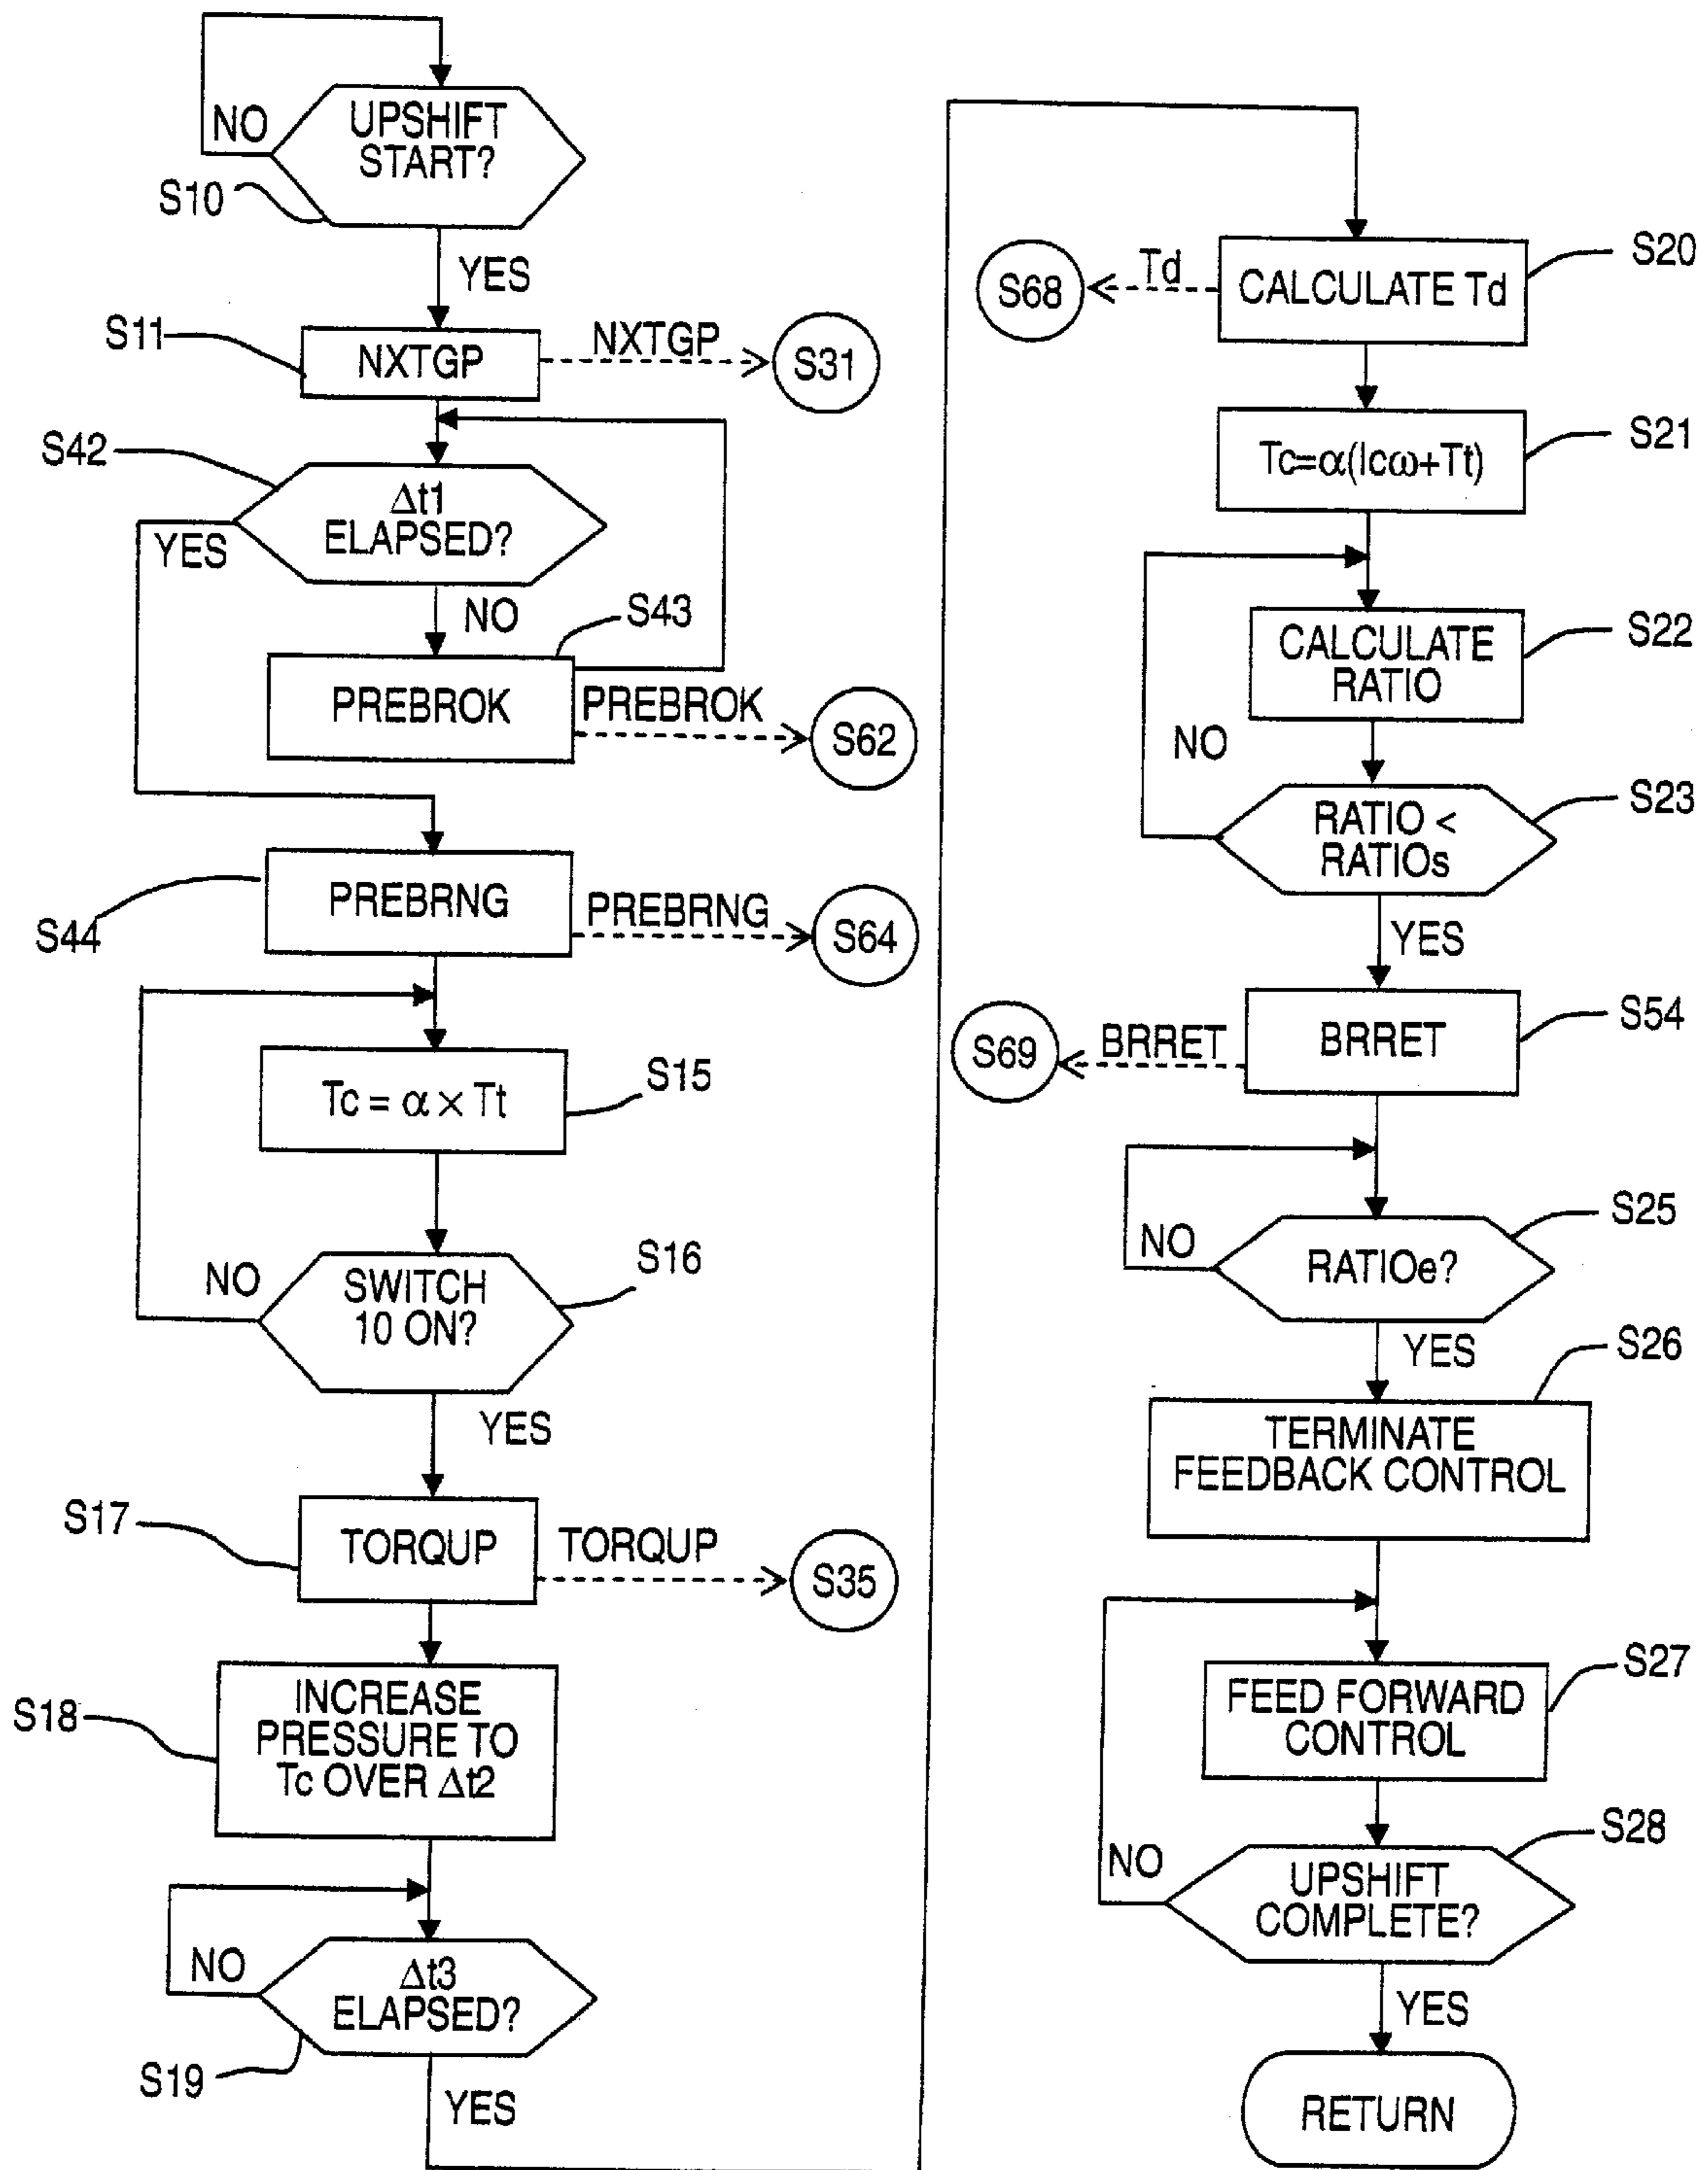 UPSHIFT
START?
NO
S10
YES
S11
NXTGP
NXTGP
S31
S42
Δt1
ELAPSED?
YES
NO
S43
PREBROK
PREBROK
S62
S44
PREBRNG
PREBRNG
S64
S15
Tc = α × Tt
S16
SWITCH
10 ON?
NO
YES
S17
TORQUP
TORQUP
S35
S18
INCREASE
PRESSURE TO
Tc OVER Δt2
NO
Δt3
ELAPSED?
S19
YES
S20
CALCULATE Td
Td
S68
S21
Tc=α(Icω+Tt)
S22
CALCULATE
RATIO
NO
S23
RATIO <
RATIOs
YES
S54
BRRET
BRRET
S69
S25
NO
RATIOe?
YES
S26
TERMINATE
FEEDBACK CONTROL
S27
FEED FORWARD
CONTROL
S28
NO
UPSHIFT
COMPLETE?
YES
RETURN